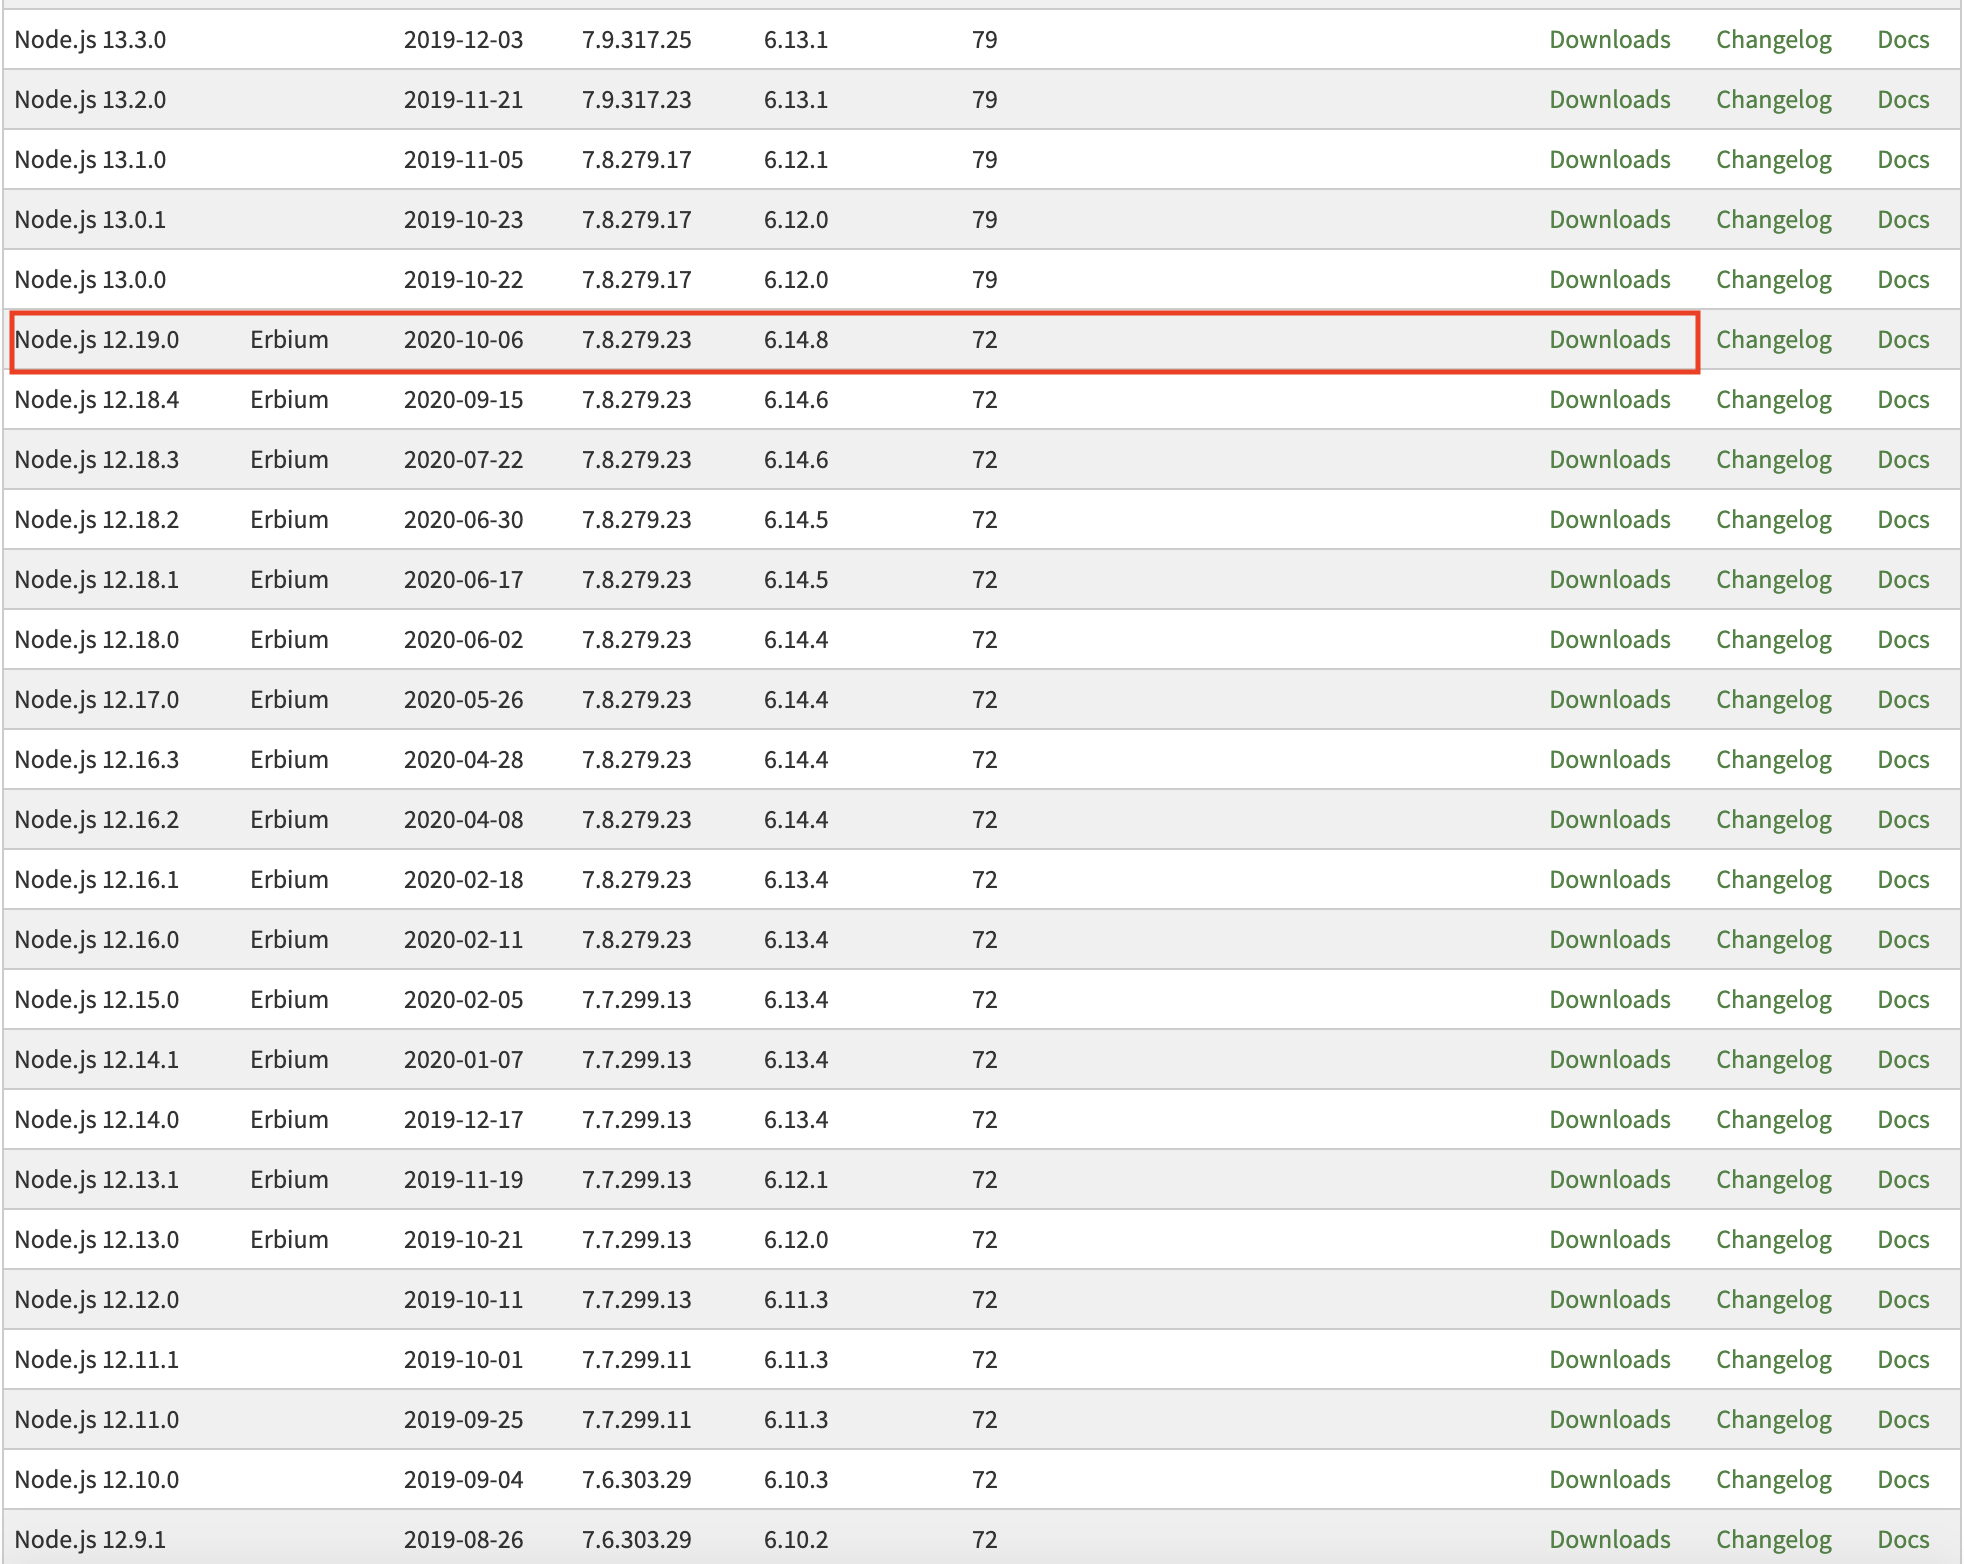 Node.js 13.3.0 2019-12-03 7.9.317.25 6.13.1 79 Downloads Changelog Docs
Node.js 13.2.0 2019-11-21 7.9.317.23 6.13.1 79 Downloads Changelog Docs
Node.js 13.1.0 2019-11-05 7.8.279.17 6.12.1 79 Downloads Changelog Docs
Node.js 13.0.1 2019-10-23 7.8.279.17 6.12.0 79 Downloads Changelog Docs
Node.js 13.0.0 2019-10-22 7.8.279.17 6.12.0 79 Downloads Changelog Docs
Node.js 12.19.0 Erbium 2020-10-06 7.8.279.23 6.14.8 72 Downloads Changelog Docs
Node.js 12.18.4 Erbium 2020-09-15 7.8.279.23 6.14.6 72 Downloads Changelog Docs
Node.js 12.18.3 Erbium 2020-07-22 7.8.279.23 6.14.6 72 Downloads Changelog Docs
Node.js 12.18.2 Erbium 2020-06-30 7.8.279.23 6.14.5 72 Downloads Changelog Docs
Node.js 12.18.1 Erbium 2020-06-17 7.8.279.23 6.14.5 72 Downloads Changelog Docs
Node.js 12.18.0 Erbium 2020-06-02 7.8.279.23 6.14.4 72 Downloads Changelog Docs
Node.js 12.17.0 Erbium 2020-05-26 7.8.279.23 6.14.4 72 Downloads Changelog Docs
Node.js 12.16.3 Erbium 2020-04-28 7.8.279.23 6.14.4 72 Downloads Changelog Docs
Node.js 12.16.2 Erbium 2020-04-08 7.8.279.23 6.14.4 72 Downloads Changelog Docs
Node.js 12.16.1 Erbium 2020-02-18 7.8.279.23 6.13.4 72 Downloads Changelog Docs
Node.js 12.16.0 Erbium 2020-02-11 7.8.279.23 6.13.4 72 Downloads Changelog Docs
Node.js 12.15.0 Erbium 2020-02-05 7.7.299.13 6.13.4 72 Downloads Changelog Docs
Node.js 12.14.1 Erbium 2020-01-07 7.7.299.13 6.13.4 72 Downloads Changelog Docs
Node.js 12.14.0 Erbium 2019-12-17 7.7.299.13 6.13.4 72 Downloads Changelog Docs
Node.js 12.13.1 Erbium 2019-11-19 7.7.299.13 6.12.1 72 Downloads Changelog Docs
Node.js 12.13.0 Erbium 2019-10-21 7.7.299.13 6.12.0 72 Downloads Changelog Docs
Node.js 12.12.0 2019-10-11 7.7.299.13 6.11.3 72 Downloads Changelog Docs
Node.js 12.11.1 2019-10-01 7.7.299.11 6.11.3 72 Downloads Changelog Docs
Node.js 12.11.0 2019-09-25 7.7.299.11 6.11.3 72 Downloads Changelog Docs
Node.js 12.10.0 2019-09-04 7.6.303.29 6.10.3 72 Downloads Changelog Docs
Node.js 12.9.1 2019-08-26 7.6.303.29 6.10.2 72 Downloads Changelog Docs